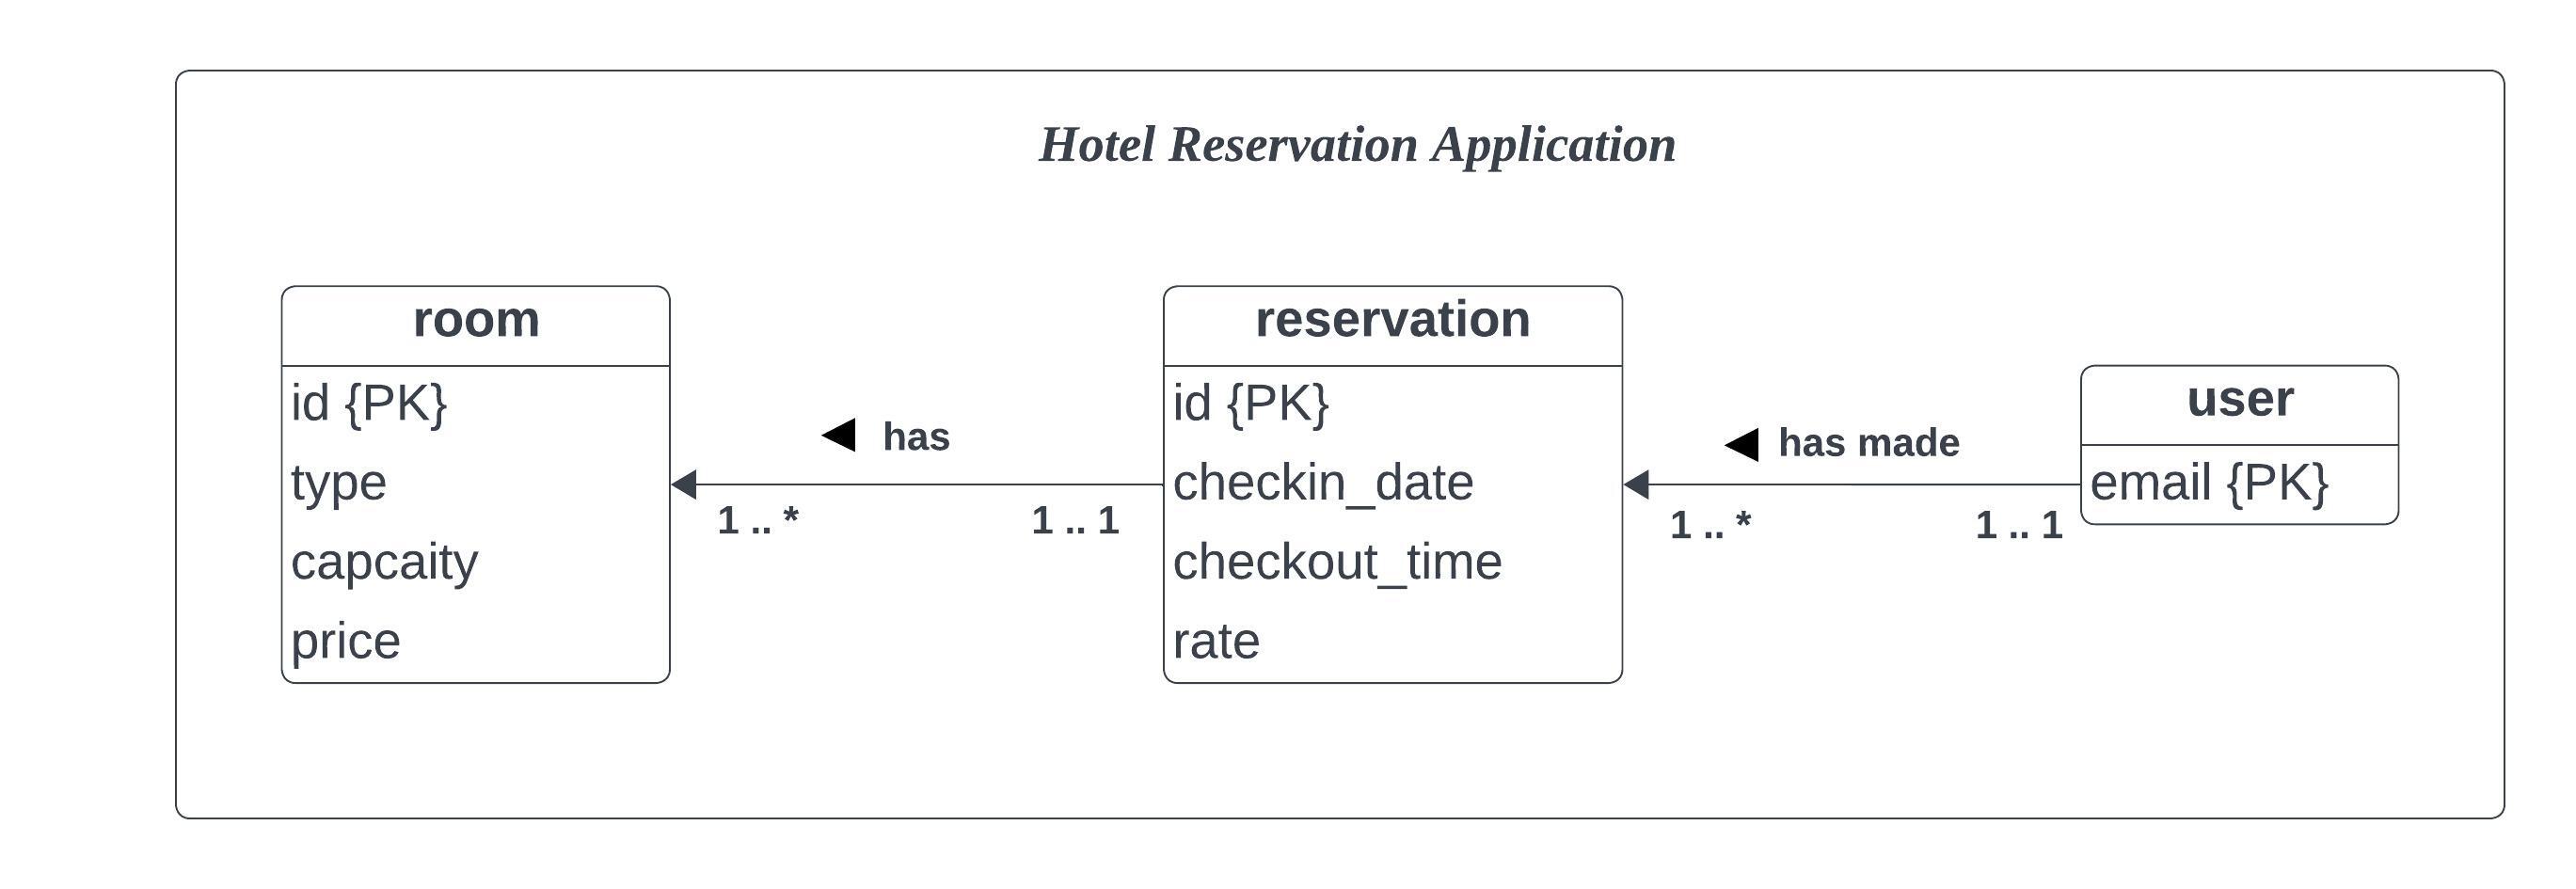 Hotel Reservation Application
room
id {PK}
type
capcaity
price
has
1 .. *
1 .. 1
reservation
id {PK}
checkin_date
checkout_time
rate
has made
1 .. *
1 .. 1
user
email {PK}